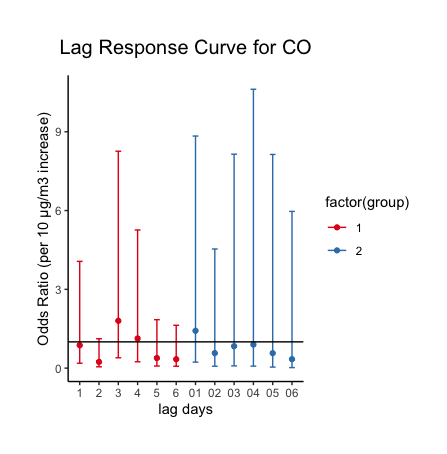 Lag Response Curve for CO
Odds Ratio (per 10 µg/m3 increase)
9
6
3
0
1 2 3 4 5 6 01 02 03 04 05 06
lag days
factor(group)
1
2